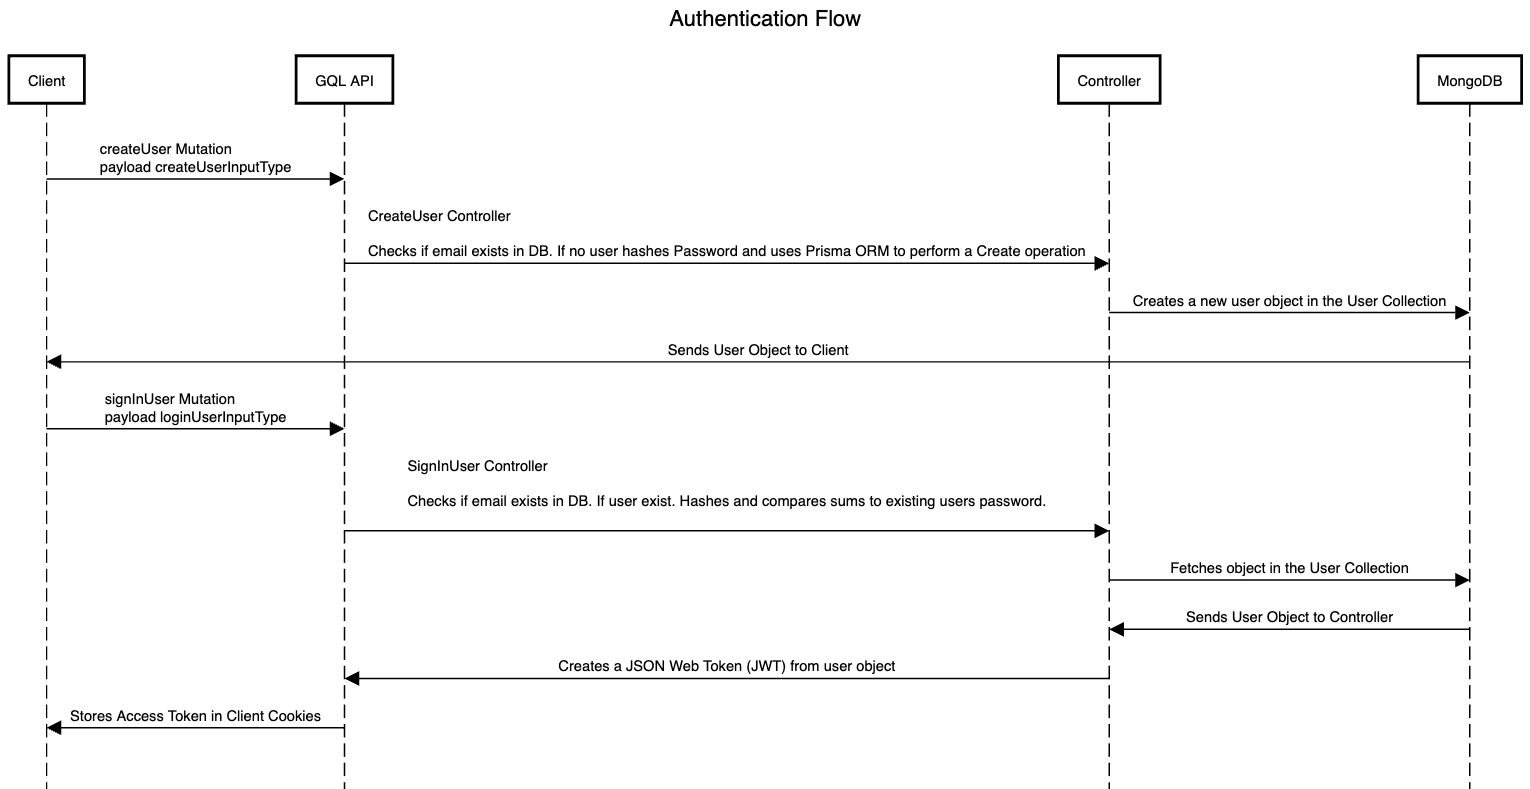 Authentication Flow
Client
GQL API
Controller
MongoDB
createUser Mutation
payload createUserInputType
CreateUser Controller
Checks if email exists in DB. If no user hashes Password and uses Prisma ORM to perform a Create operation
Creates a new user object in the User Collection
Sends User Object to Client
signInUser Mutation
payload loginUserInputType
SignInUser Controller
Checks if email exists in DB. If user exist. Hashes and compares sums to existing users password.
Fetches object in the User Collection
Sends User Object to Controller
Creates a JSON Web Token (JWT) from user object
Stores Access Token in Client Cookies